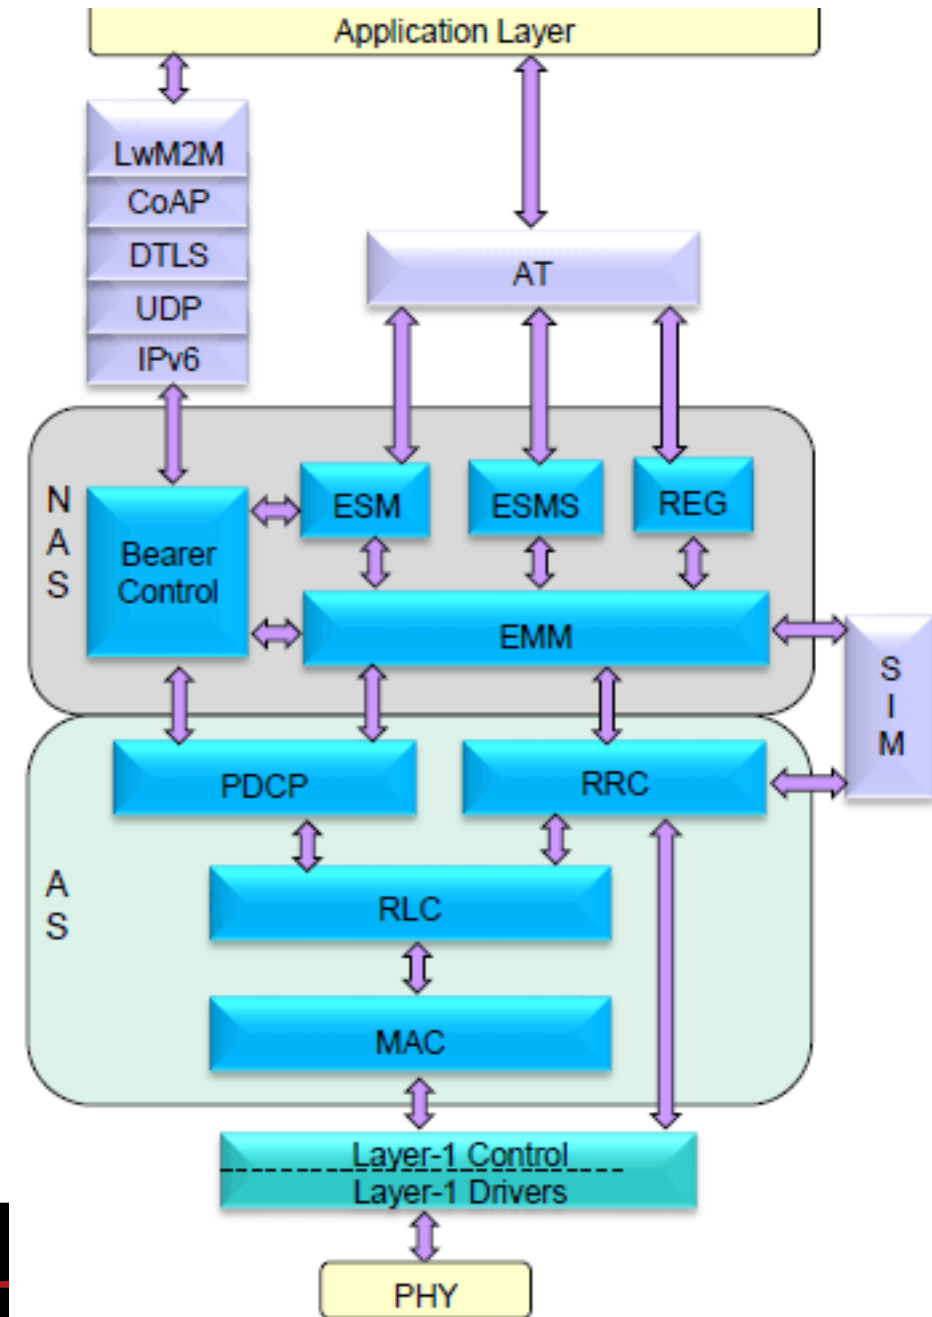 Application Layer
LwM2M
CoAP
DTLS
UDP
IPv6
AT
N
A
S
Bearer
Control
ESM
ESMS
REG
EMM
S
I
M
A
S
PDCP
RRC
RLC
MAC
Layer-1 Control
Layer-1 Drivers
PHY